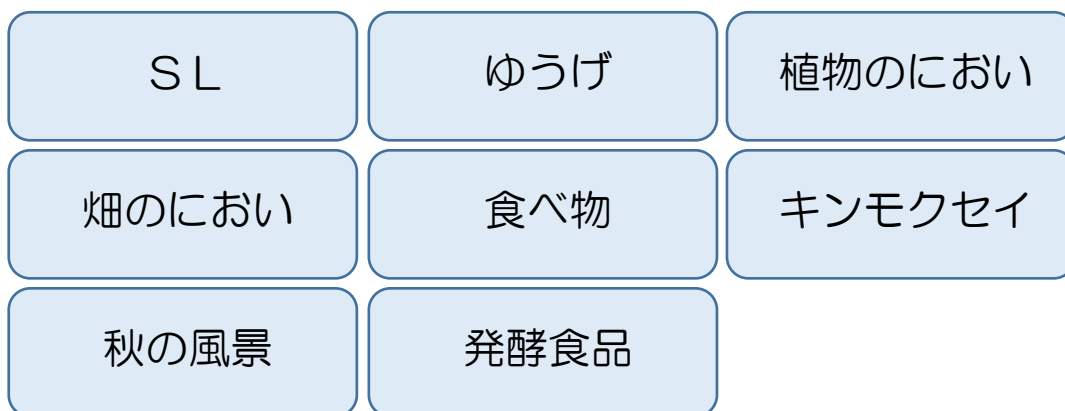 ＳＬ
ゆうげ
植物のにおい
畑のにおい
食べ物
キンモクセイ
秋の風景
発酵食品